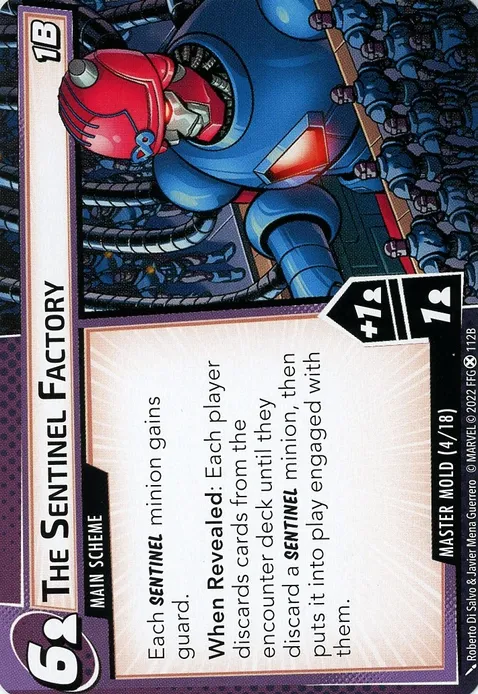 6
THE SENTINEL FACTORY
1B
MAIN SCHEME
Each SENTINEL minion gains
guard.
When Revealed: Each player
discards cards from the
encounter deck until they
discard a SENTINEL minion, then
puts it into play engaged with
them.
+1
1
MASTER MOLD (4/18)
Roberto Di Salvo & Javier Mena Guerrero © MARVEL © 2022 FFG 112B